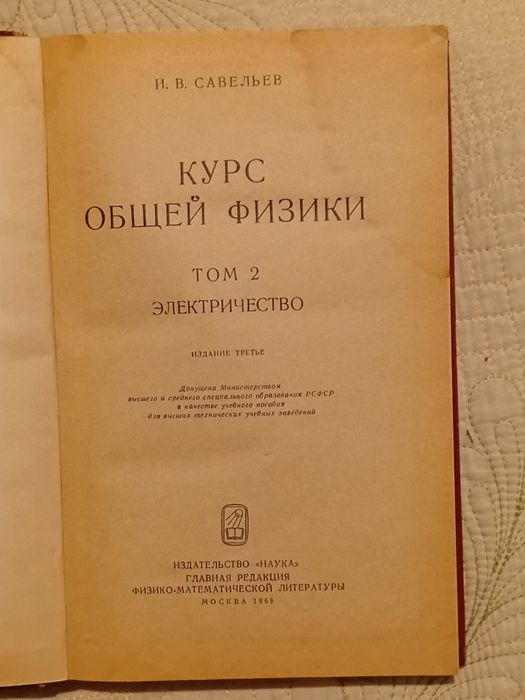 И. В. САВЕЛЬЕВ
КУРС
ОБЩЕЙ ФИЗИКИ
ТОМ 2
ЭЛЕКТРИЧЕСТВО
ИЗДАНИЕ ТРЕТЬЕ
Допущено Министерством
высшего и среднего специального образования РСФСР
в качестве учебного пособия
для высших технических учебных заведений
ИЗДАТЕЛЬСТВО «НАУКА»
ГЛАВНАЯ РЕДАКЦИЯ
ФИЗИКО-МАТЕМАТИЧЕСКОЙ ЛИТЕРАТУРЫ
МОСКВА 1968